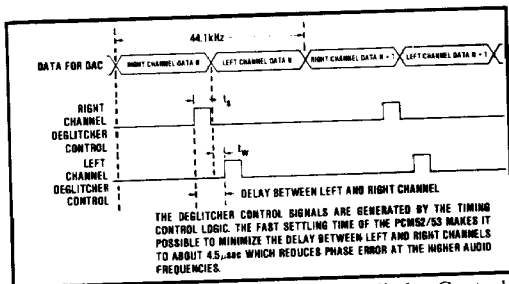 44.1kHz
DATA FOR DAC
RIGHT CHANNEL DATA N
LEFT CHANNEL DATA N
RIGHT CHANNEL DATA N + 1
LEFT CHANNEL DATA N + 1
RIGHT
CHANNEL
DEGLITCHER
CONTROL
ts
LEFT
CHANNEL
DEGLITCHER
CONTROL
tw
DELAY BETWEEN LEFT AND RIGHT CHANNEL
THE DEGLITCHER CONTROL SIGNALS ARE GENERATED BY THE TIMING
CONTROL LOGIC. THE FAST SETTLING TIME OF THE PCM52/53 MAKES IT
POSSIBLE TO MINIMIZE THE DELAY BETWEEN LEFT AND RIGHT CHANNELS
TO ABOUT 4.5μsec WHICH REDUCES PHASE ERROR AT THE HIGHER AUDIO
FREQUENCIES.